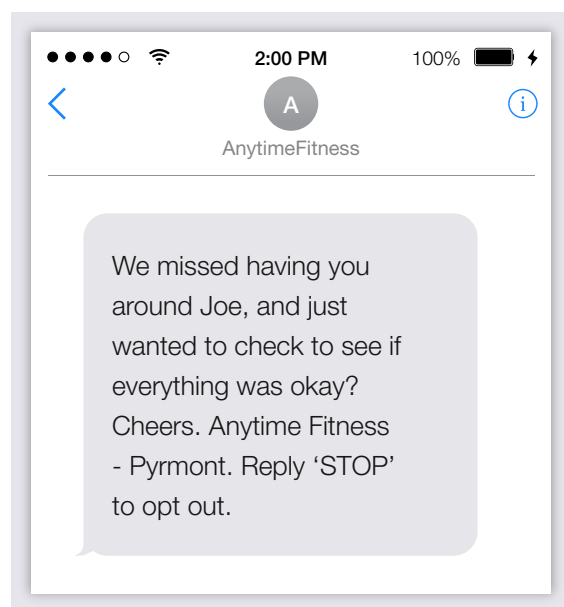 2:00 PM 100%
A
AnytimeFitness
We missed having you
around Joe, and just
wanted to check to see if
everything was okay?
Cheers. Anytime Fitness
- Pyrmont. Reply ‘STOP’
to opt out.